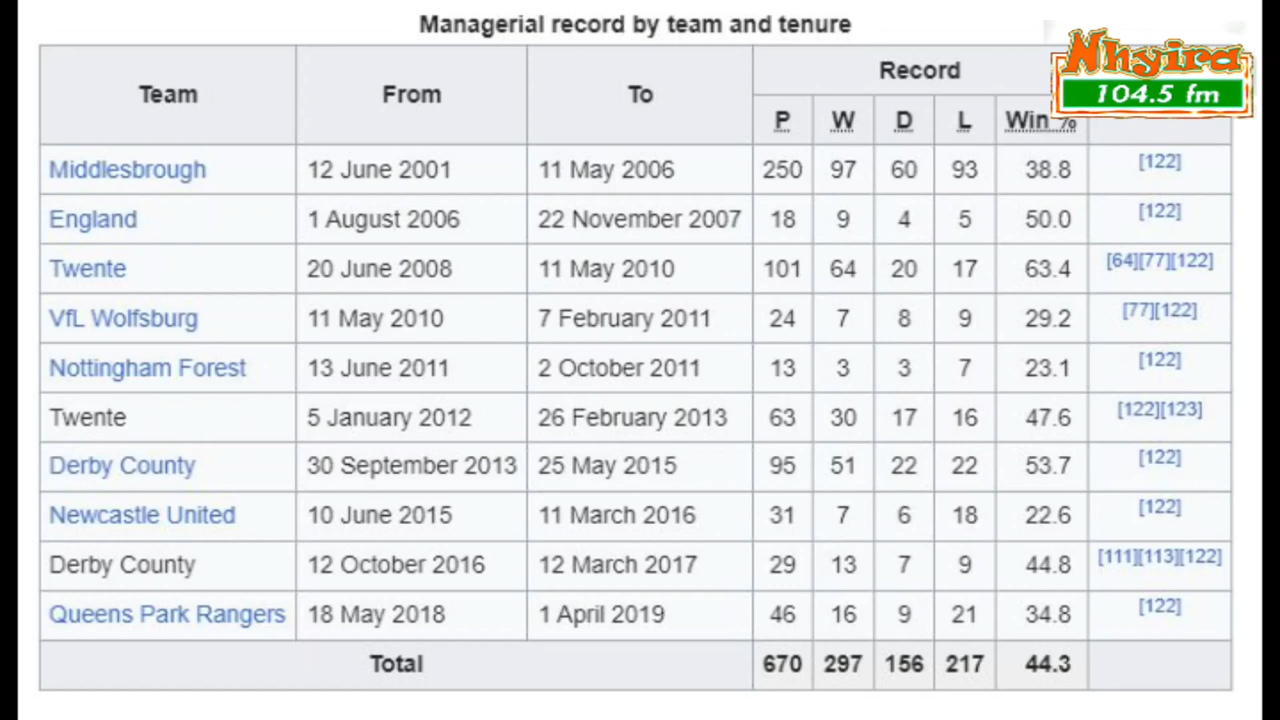 Managerial record by team and tenure
Nhyira
104.5 fm
Team From To Record
P W D L Win %
Middlesbrough 12 June 2001 11 May 2006 250 97 60 93 38.8 [122]
England 1 August 2006 22 November 2007 18 9 4 5 50.0 [122]
Twente 20 June 2008 11 May 2010 101 64 20 17 63.4 [64][77][122]
VfL Wolfsburg 11 May 2010 7 February 2011 24 7 8 9 29.2 [77][122]
Nottingham Forest 13 June 2011 2 October 2011 13 3 3 7 23.1 [122]
Twente 5 January 2012 26 February 2013 63 30 17 16 47.6 [122][123]
Derby County 30 September 2013 25 May 2015 95 51 22 22 53.7 [122]
Newcastle United 10 June 2015 11 March 2016 31 7 6 18 22.6 [122]
Derby County 12 October 2016 12 March 2017 29 13 7 9 44.8 [111][113][122]
Queens Park Rangers 18 May 2018 1 April 2019 46 16 9 21 34.8 [122]
Total 670 297 156 217 44.3